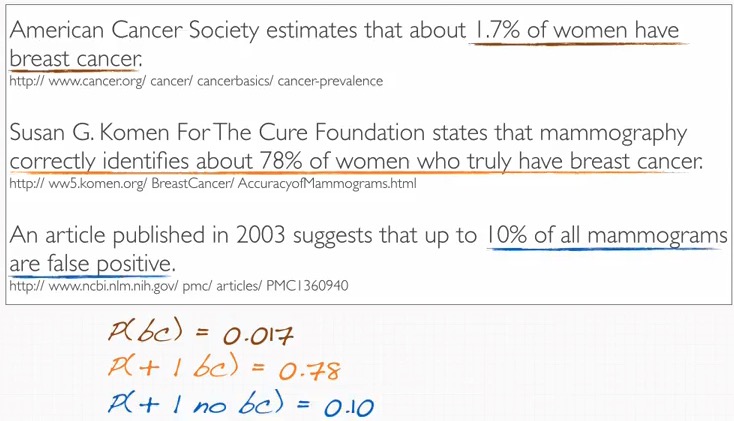 American Cancer Society estimates that about 1.7% of women have
breast cancer.
http:// www.cancer.org/ cancer/ cancerbasics/ cancer-prevalence
Susan G. Komen For The Cure Foundation states that mammography
correctly identifies about 78% of women who truly have breast cancer.
http:// ww5.komen.org/ BreastCancer/ AccuracyofMammograms.html
An article published in 2003 suggests that up to 10% of all mammograms
are false positive.
http:// www.ncbi.nlm.nih.gov/ pmc/ articles/ PMC1360940
P(bc) = 0.017
P(+ | bc) = 0.78
P(+ | no bc) = 0.10